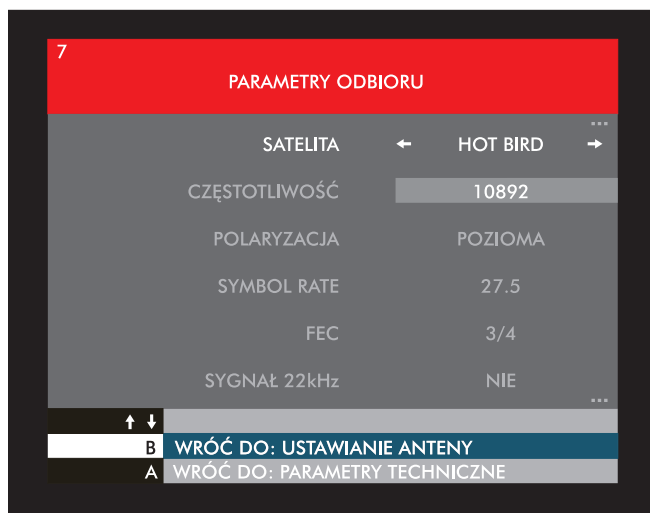 7
PARAMETRY ODBIORU
...
SATELITA ← HOT BIRD →
CZĘSTOTLIWOŚĆ 10892
POLARYZACJA POZIOMA
SYMBOL RATE 27.5
FEC 3/4
SYGNAŁ 22kHz NIE
...
↑ ↓
B WRÓĆ DO: USTAWIANIE ANTENY
A WRÓĆ DO: PARAMETRY TECHNICZNE